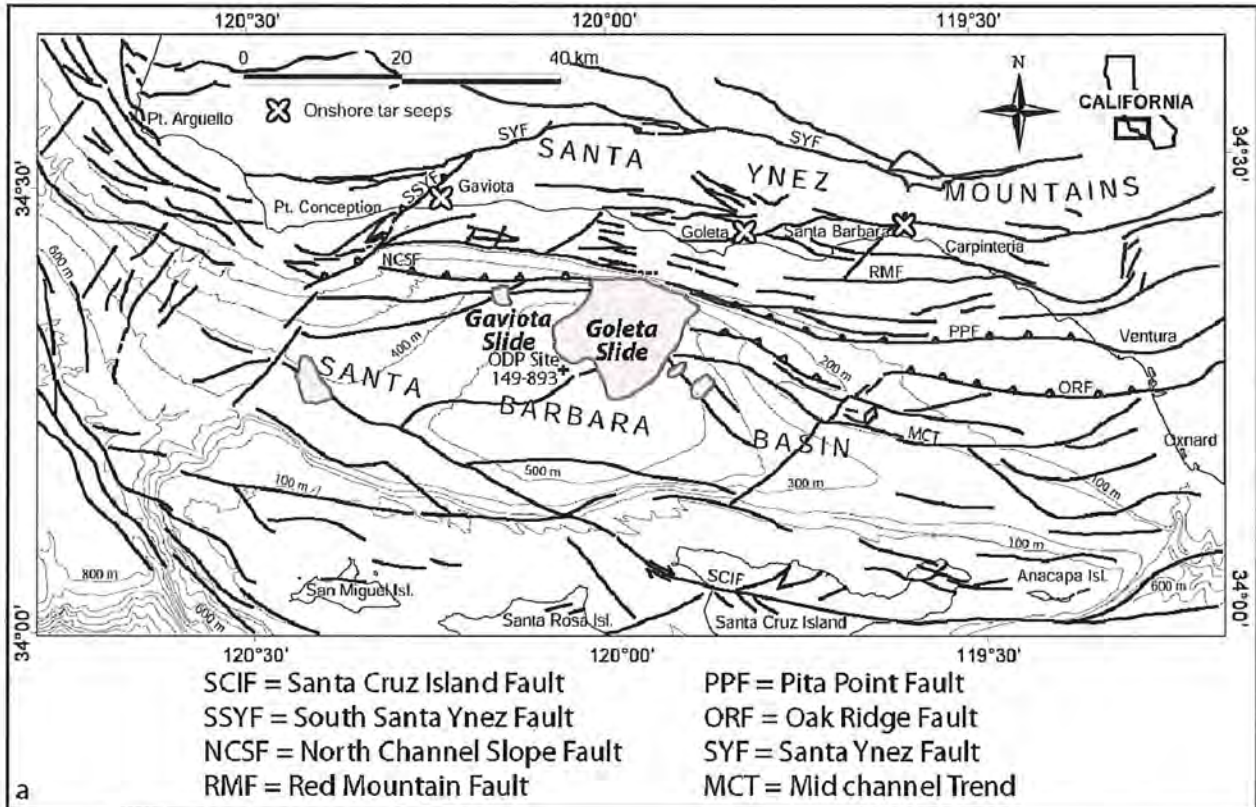 120°30' 120°00' 119°30'
0 20 40 km
Onshore tar seeps
N
CALIFORNIA
Pt. Arguello
SYF
SYF
SANTA YNEZ MOUNTAINS
34°30'
34°30'
SSYF
Gaviota
Pt. Conception
Goleta
Santa Barbara
Carpinteria
600 m
NCSF
RMF
Gaviota
Slide
Goleta
Slide
PPF
Ventura
400 m
ODP Site
149-893
200 m
ORF
SANTA BARBARA BASIN
MCT
Oxnard
500 m
300 m
100 m
100 m
100 m
800 m
600 m
San Miguel Isl.
Santa Rosa Isl.
SCIF
Santa Cruz Island
Anacapa Isl.
600 m
34°00'
34°00'
120°30' 120°00' 119°30'
SCIF = Santa Cruz Island Fault
SSYF = South Santa Ynez Fault
NCSF = North Channel Slope Fault
RMF = Red Mountain Fault
PPF = Pita Point Fault
ORF = Oak Ridge Fault
SYF = Santa Ynez Fault
MCT = Mid channel Trend
a